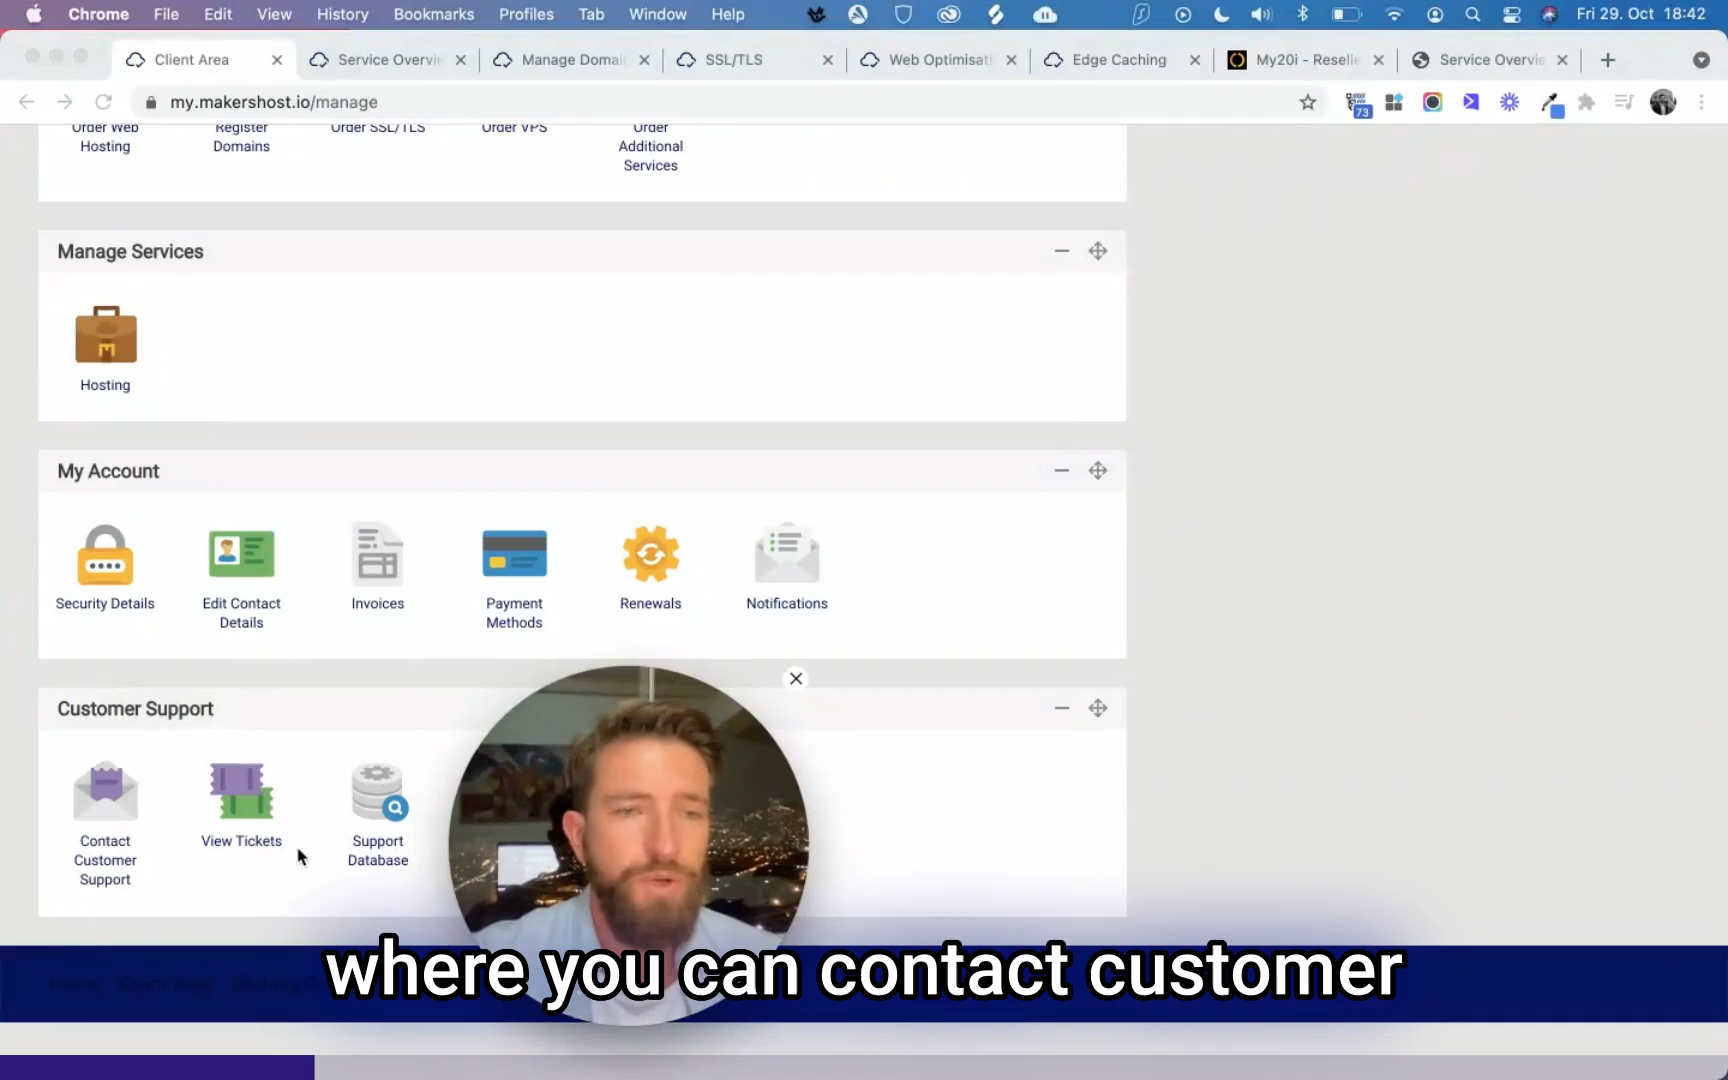 Chrome File Edit View History Bookmarks Profiles Tab Window Help Fri 29. Oct 18:42
Client Area Service Overvie Manage Domai SSL/TLS Web Optimisati Edge Caching My20i - Reselle Service Overvie
my.makershost.io/manage
73
Order Web
Hosting
Register
Domains
Order SSL/TLS
Order VPS
Order
Additional
Services
Manage Services
Hosting
My Account
Security Details
Edit Contact
Details
Invoices
Payment
Methods
Renewals
Notifications
Customer Support
Contact
Customer
Support
View Tickets
Support
Database
where you can contact customer